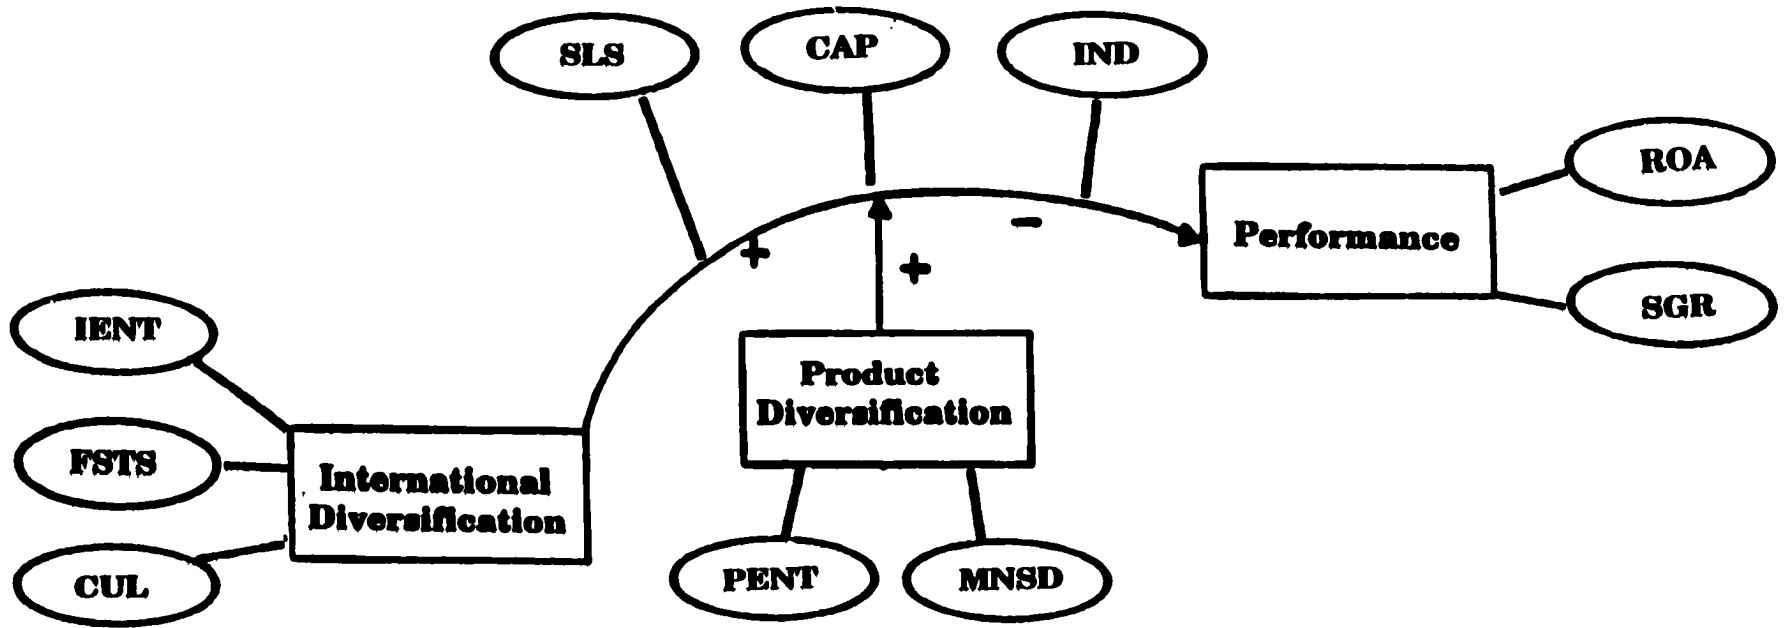 SLS
CAP
IND
ROA
Performance
SGR
+
−
+
IENT
Product
Diversification
FSTS
International
Diversification
CUL
PENT
MNSD